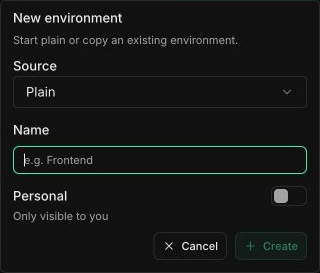 New environment
Start plain or copy an existing environment.
Source
Plain
Name
e.g. Frontend
Personal
Only visible to you
Cancel
Create